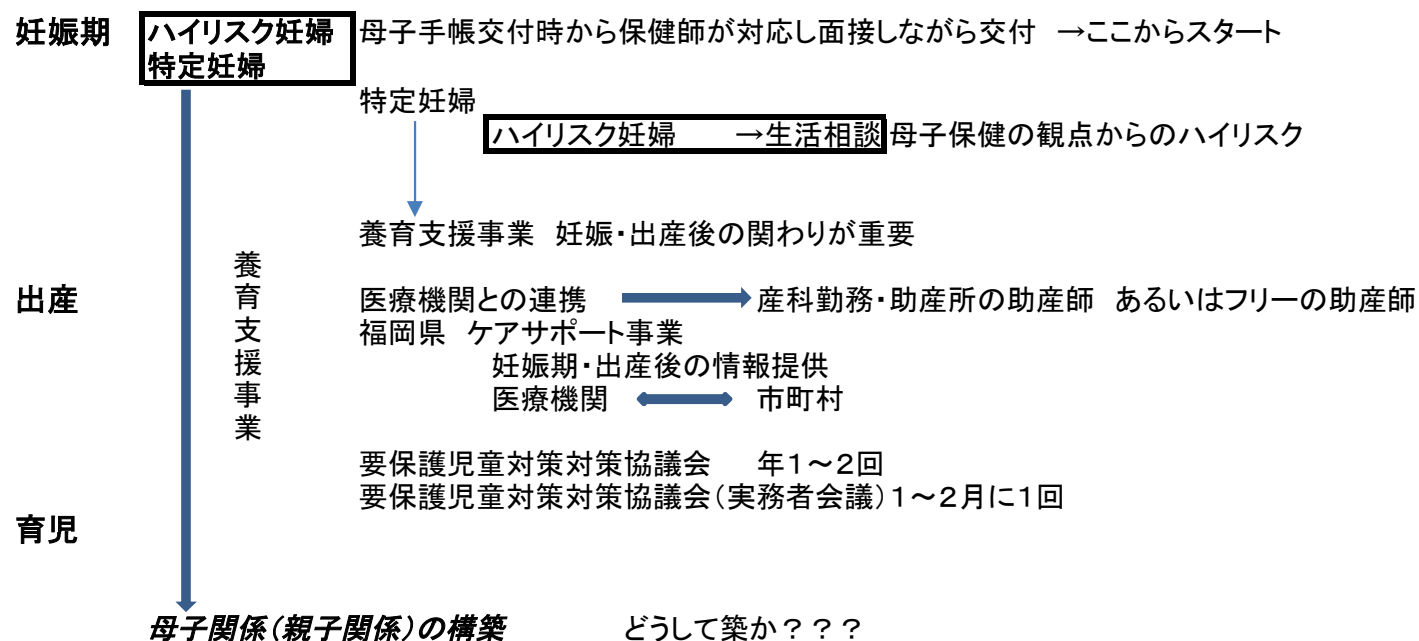 妊娠期 ハイリスク妊婦 母子手帳交付時から保健師が対応し面接しながら交付 →ここからスタート
特定妊婦
特定妊婦
ハイリスク妊婦 →生活相談 母子保健の観点からのハイリスク
養育支援事業 妊娠・出産後の関わりが重要
養育支援事業
出産 医療機関との連携 産科勤務・助産所の助産師 あるいはフリーの助産師
福岡県 ケアサポート事業
妊娠期・出産後の情報提供
医療機関 市町村
要保護児童対策対策協議会 年1~2回
要保護児童対策対策協議会(実務者会議)1~2月に1回
育児
母子関係(親子関係)の構築 どうして築か???